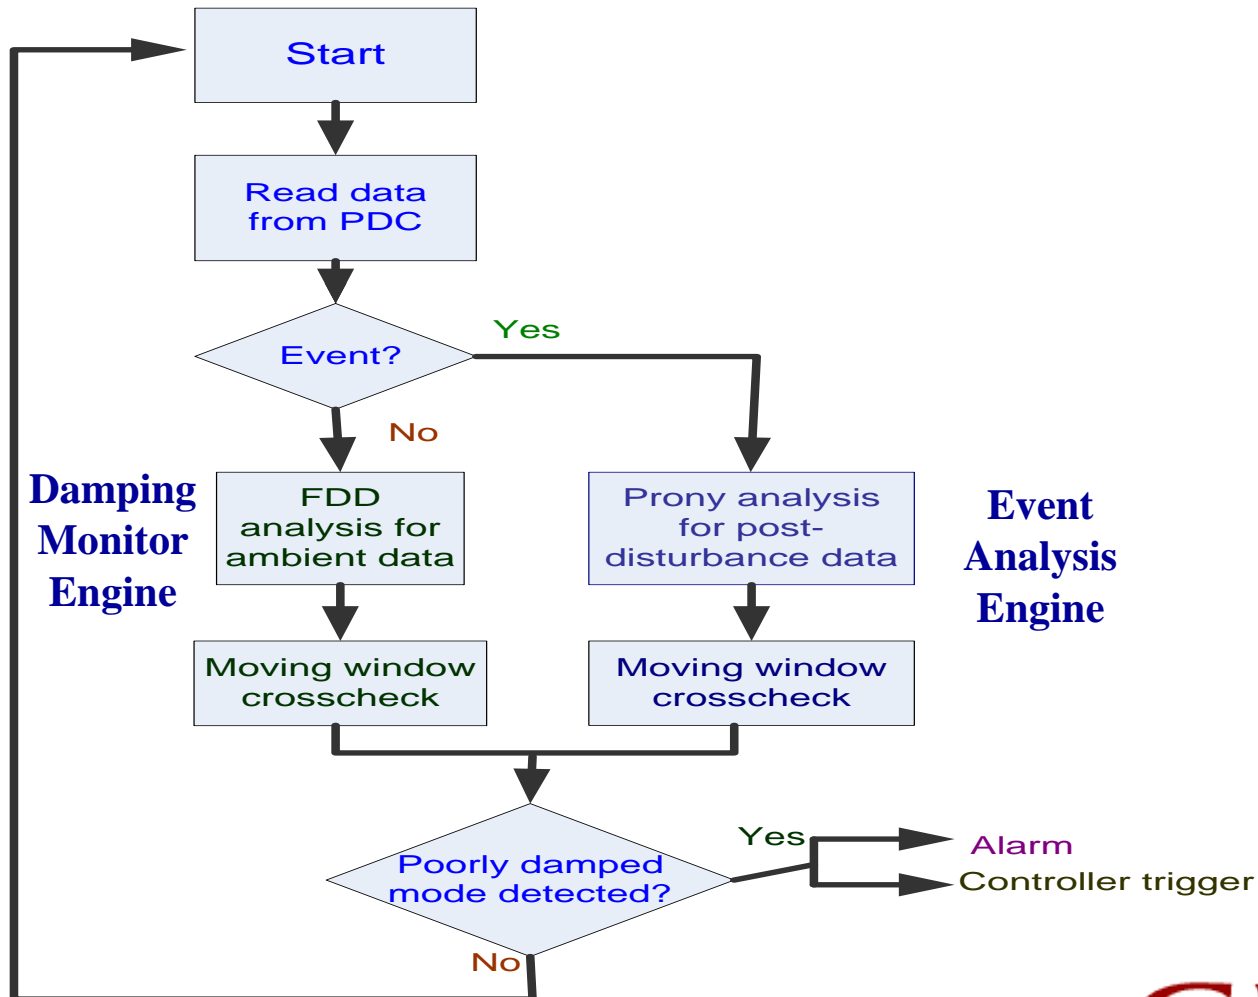 Start
Read data
from PDC
Event?
Yes
No
Damping
Monitor
Engine
FDD
analysis for
ambient data
Prony analysis
for post-
disturbance data
Event
Analysis
Engine
Moving window
crosscheck
Moving window
crosscheck
Poorly damped
mode detected?
Yes
Alarm
Controller trigger
No